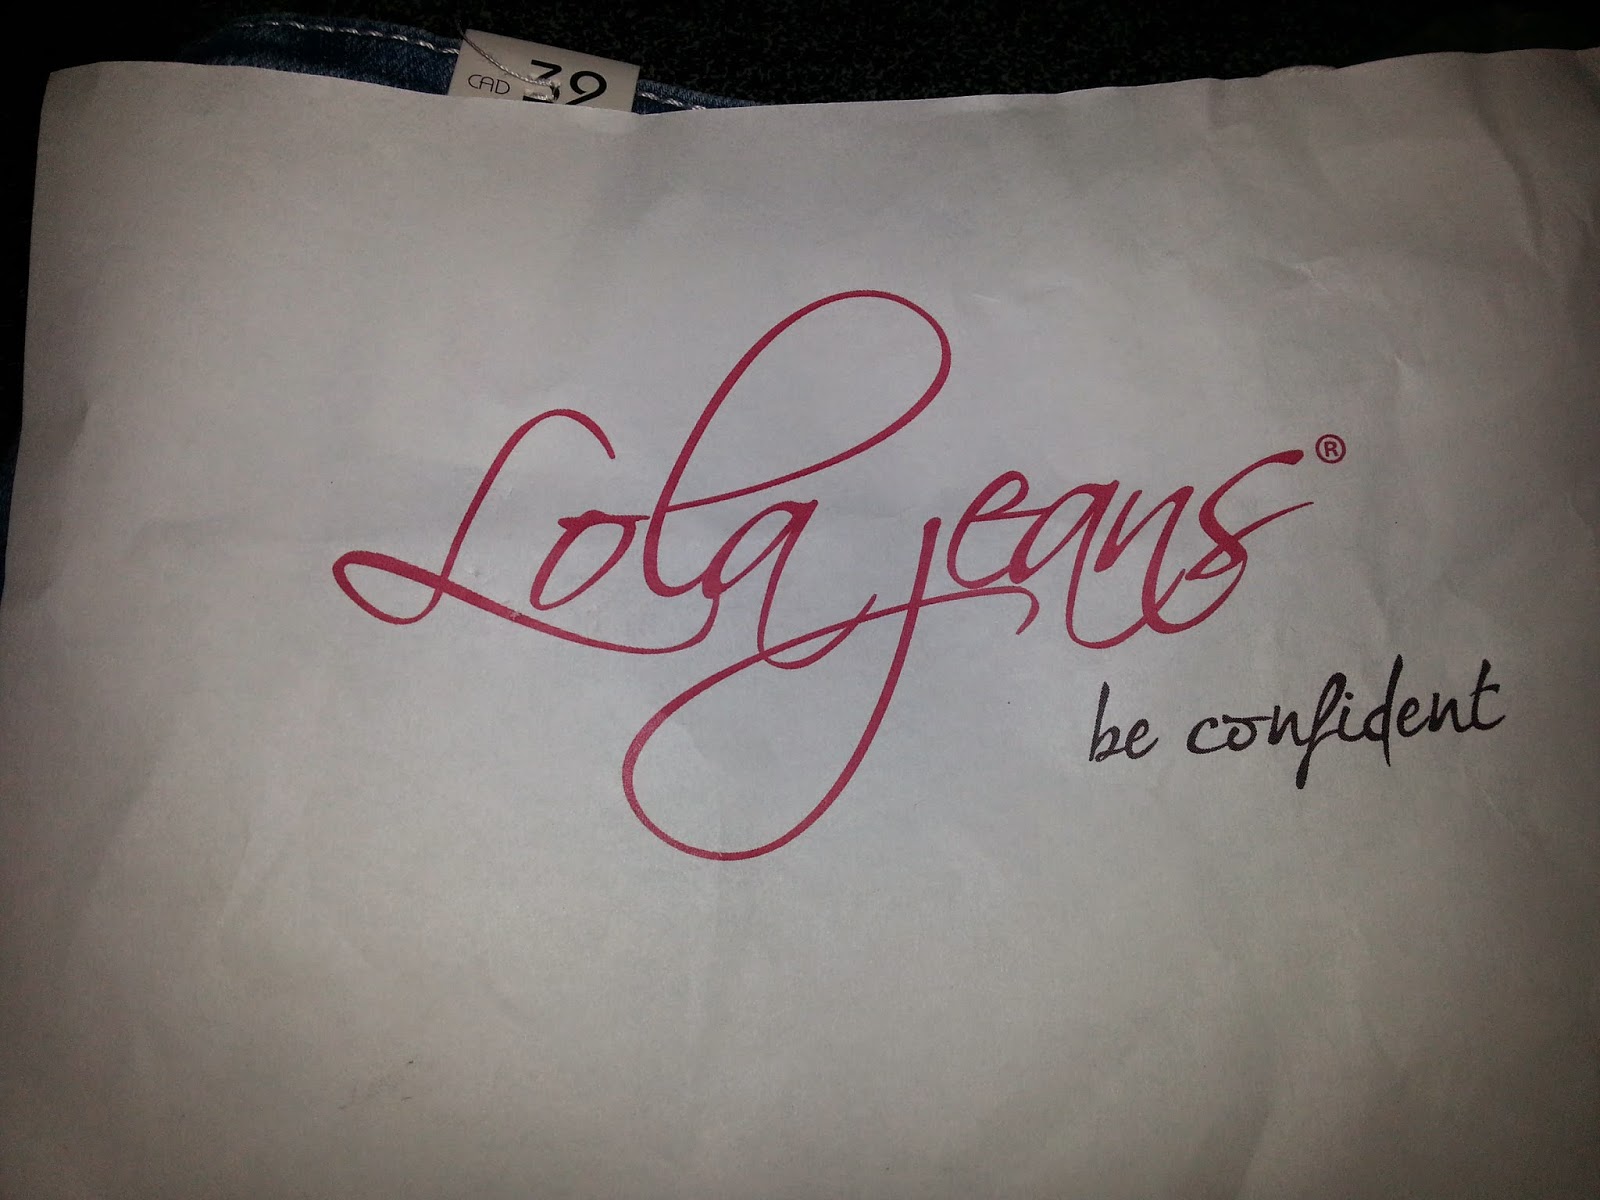 CAD 39
Lola jeans®
be confident